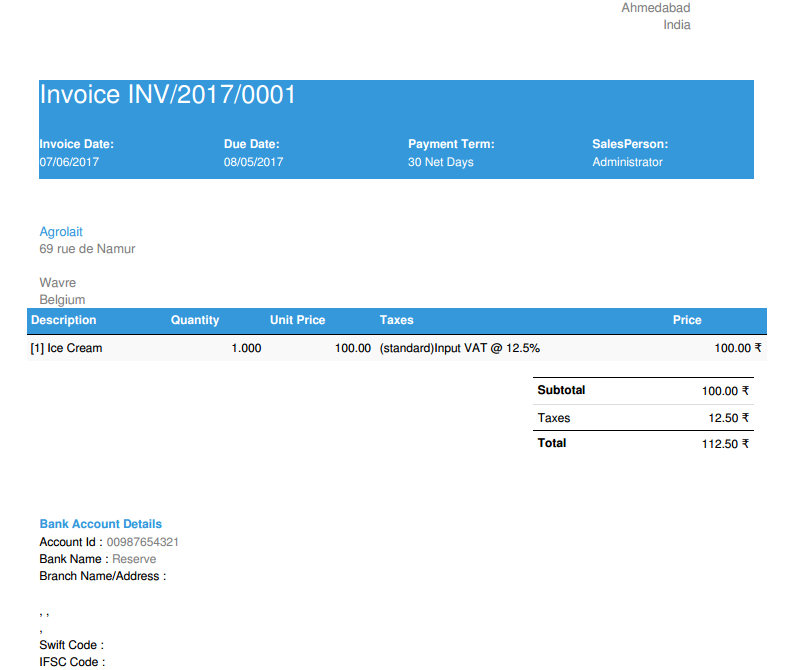 Ahmedabad
India
Invoice INV/2017/0001
Invoice Date: Due Date: Payment Term: SalesPerson:
07/06/2017 08/05/2017 30 Net Days Administrator
Agrolait
69 rue de Namur
Wavre
Belgium
Description Quantity Unit Price Taxes Price
[1] Ice Cream 1.000 100.00 (standard)Input VAT @ 12.5% 100.00 ₹
Subtotal 100.00 ₹
Taxes 12.50 ₹
Total 112.50 ₹
Bank Account Details
Account Id : 00987654321
Bank Name : Reserve
Branch Name/Address :
, ,
,
Swift Code :
IFSC Code :